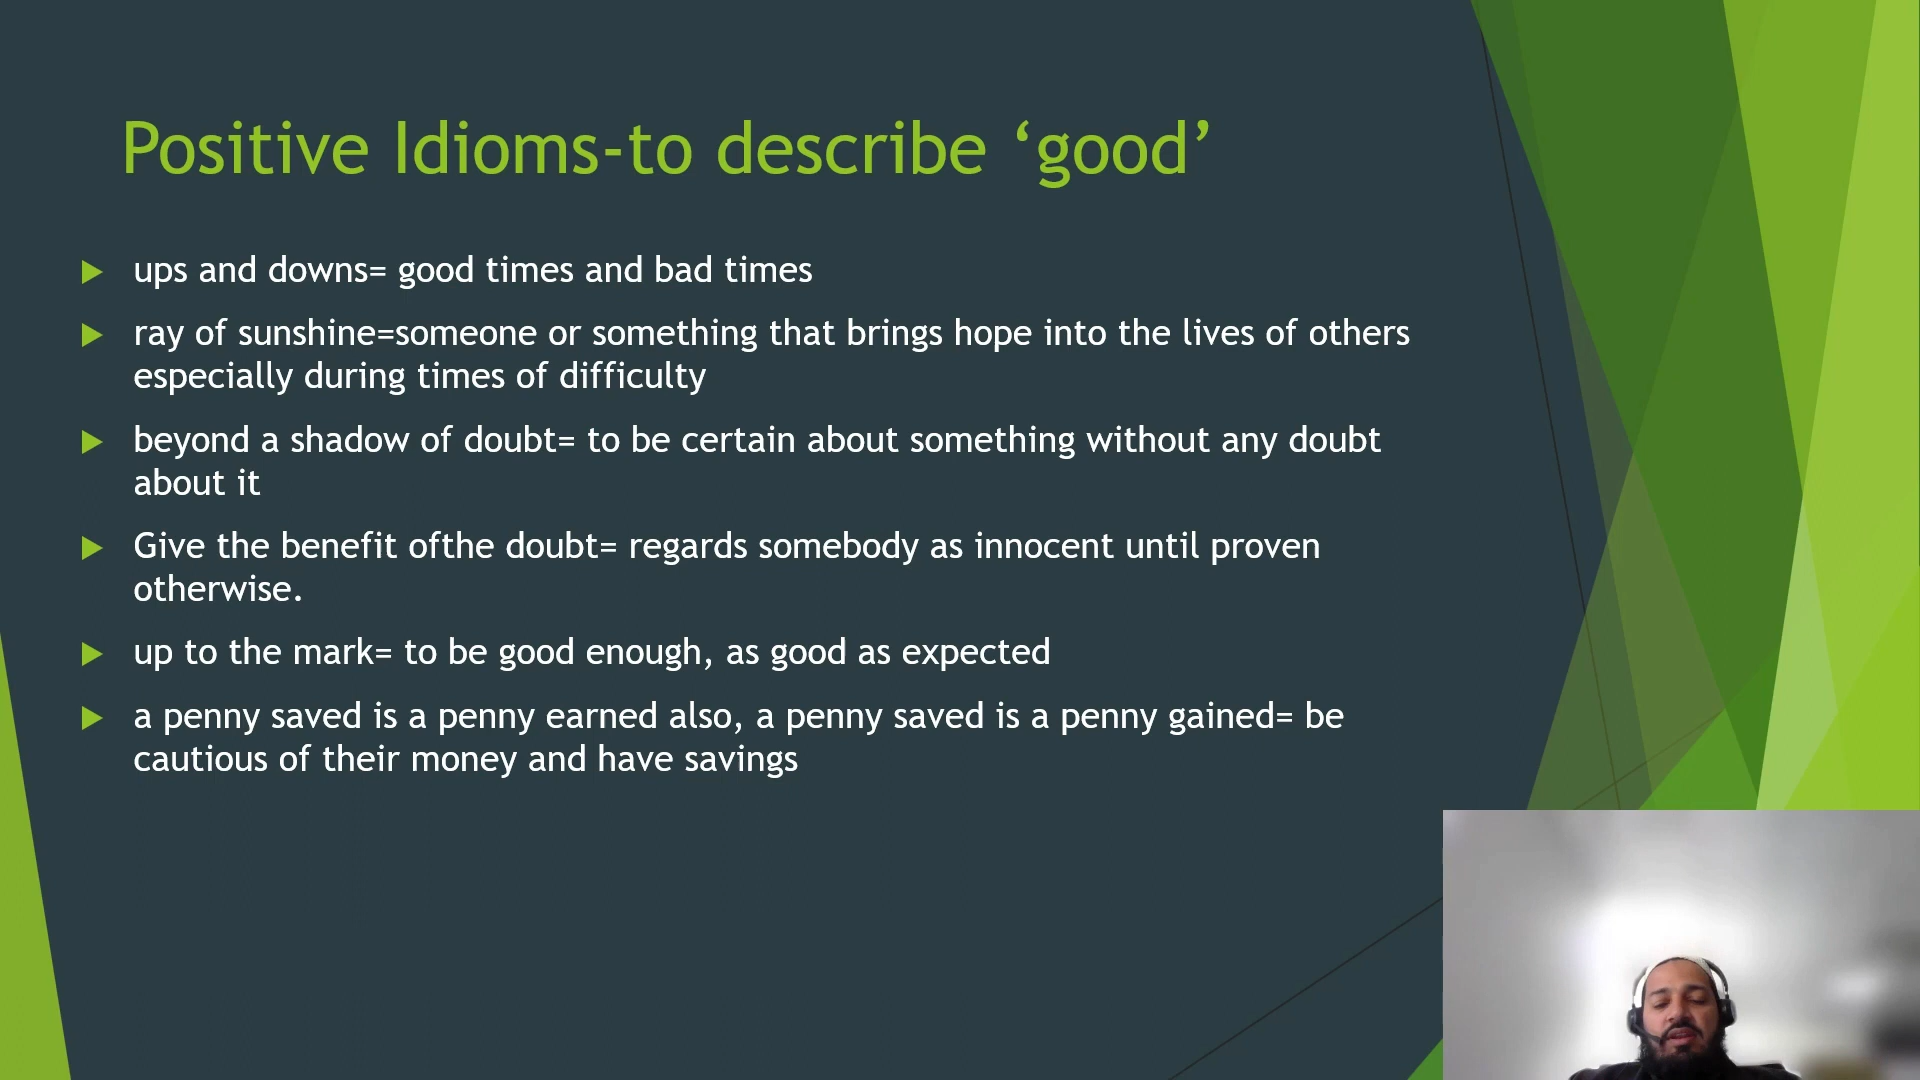 Positive Idioms-to describe ‘good’
ups and downs= good times and bad times
ray of sunshine=someone or something that brings hope into the lives of others
especially during times of difficulty
beyond a shadow of doubt= to be certain about something without any doubt
about it
Give the benefit ofthe doubt= regards somebody as innocent until proven
otherwise.
up to the mark= to be good enough, as good as expected
a penny saved is a penny earned also, a penny saved is a penny gained= be
cautious of their money and have savings